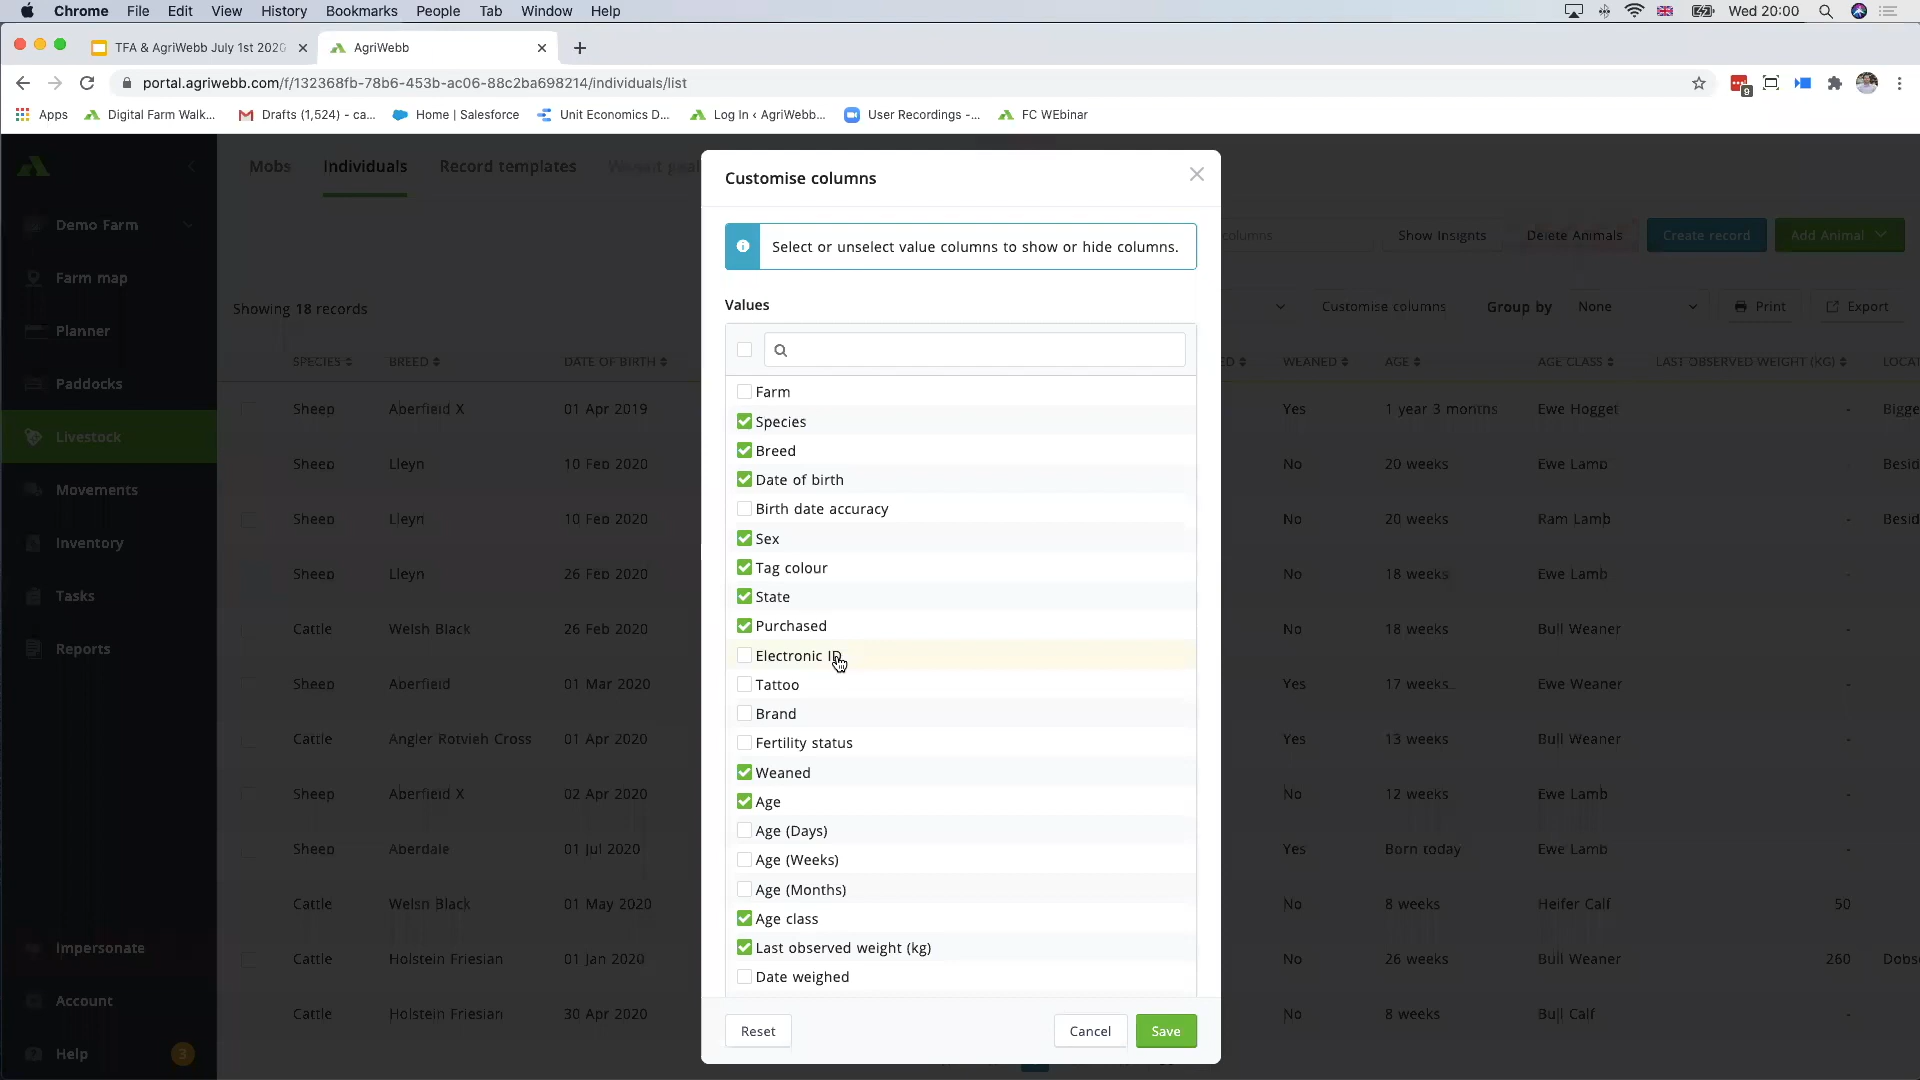 Chrome File Edit View History Bookmarks People Tab Window Help Wed 20:00
TFA & AgriWebb July 1st 2020 AgriWebb
portal.agriwebb.com/f/132368fb-78b6-453b-ac06-88c2ba698214/individuals/list 9
Apps Digital Farm Walk... Drafts (1,524) - ca... Home | Salesforce Unit Economics D... Log In ‹ AgriWebb... User Recordings -... FC WEbinar
Mobs Individuals Record templates
Demo Farm
Farm map
Planner
Paddocks
Livestock
Movements
Inventory
Tasks
Reports
Impersonate
Account
Help 3
columns Show Insights Delete Animals Create record Add Animal
Showing 18 records Customise columns Group by None Print Export
SPECIES BREED DATE OF BIRTH WEANED AGE AGE CLASS LAST OBSERVED WEIGHT (KG) LOCAT
Sheep Aberfield X 01 Apr 2019 Yes 1 year 3 months Ewe Hogget - Bigge
Sheep Lleyn 10 Feb 2020 No 20 weeks Ewe Lamb - Besid
Sheep Lleyn 10 Feb 2020 No 20 weeks Ram Lamb - Besid
Sheep Lleyn 26 Feb 2020 No 18 weeks Ewe Lamb -
Cattle Welsh Black 26 Feb 2020 No 18 weeks Bull Weaner -
Sheep Aberfield 01 Mar 2020 Yes 17 weeks Ewe Weaner -
Cattle Angler Rotvieh Cross 01 Apr 2020 Yes 13 weeks Bull Weaner -
Sheep Aberfield X 02 Apr 2020 No 12 weeks Ewe Lamb -
Sheep Aberdale 01 Jul 2020 Yes Born today Ewe Lamb -
Cattle Welsh Black 01 May 2020 No 8 weeks Heifer Calf 50
Cattle Holstein Friesian 01 Jan 2020 No 26 weeks Bull Weaner 260 Dobs
Cattle Holstein Friesian 30 Apr 2020 No 8 weeks Bull Calf -
Customise columns
Select or unselect value columns to show or hide columns.
Values
Farm
Species
Breed
Date of birth
Birth date accuracy
Sex
Tag colour
State
Purchased
Electronic ID
Tattoo
Brand
Fertility status
Weaned
Age
Age (Days)
Age (Weeks)
Age (Months)
Age class
Last observed weight (kg)
Date weighed
Reset Cancel Save